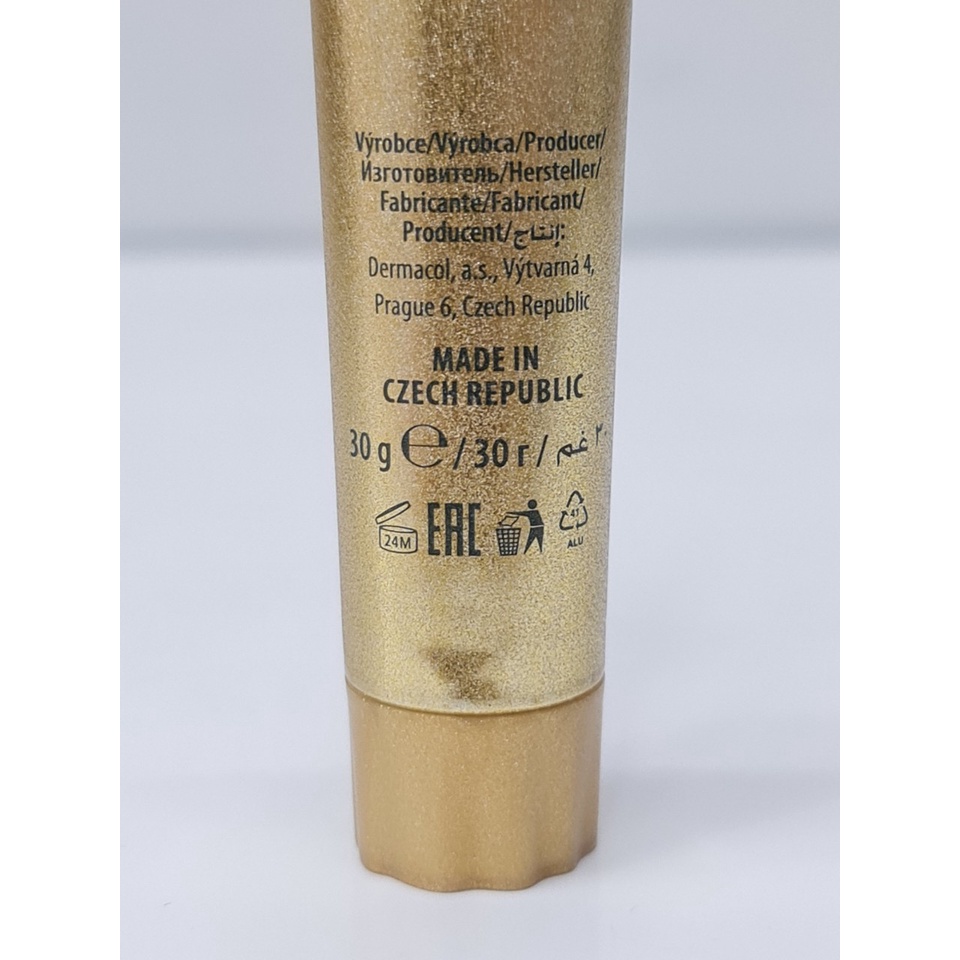 Výrobce/Výrobca/Producer/
Изготовитель/Hersteller/
Fabricante/Fabricant/
Producent/إنتاج:
Dermacol, a.s., Výtvarná 4,
Prague 6, Czech Republic
MADE IN
CZECH REPUBLIC
30 g ℮ / 30 г / غم ٣٠
24M EAC 41
ALU